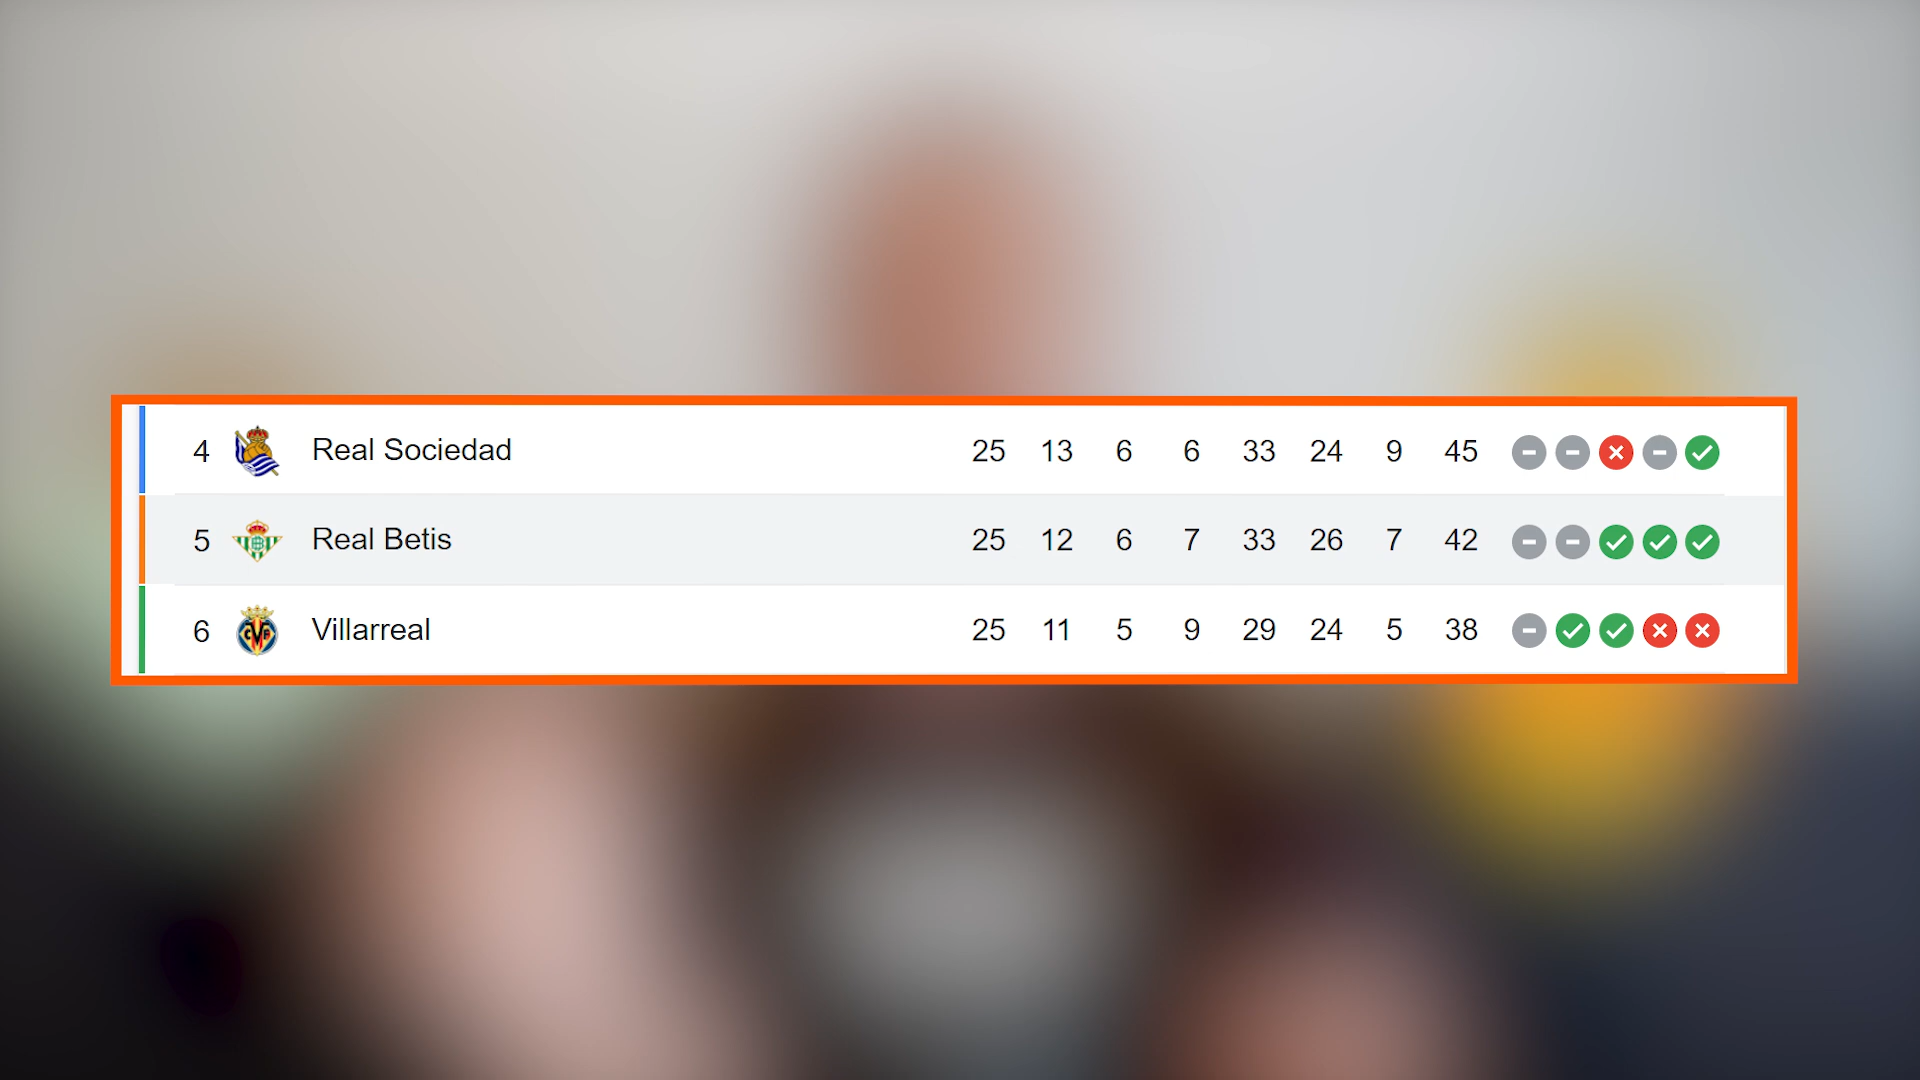 4 Real Sociedad 25 13 6 6 33 24 9 45
5 Real Betis 25 12 6 7 33 26 7 42
6 Villarreal 25 11 5 9 29 24 5 38